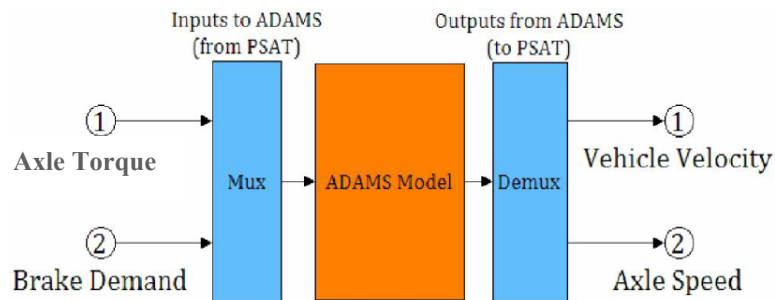 Inputs to ADAMS
(from PSAT)
Outputs from ADAMS
(to PSAT)
1
Axle Torque
2
Brake Demand
Mux
ADAMS Model
Demux
1
Vehicle Velocity
2
Axle Speed